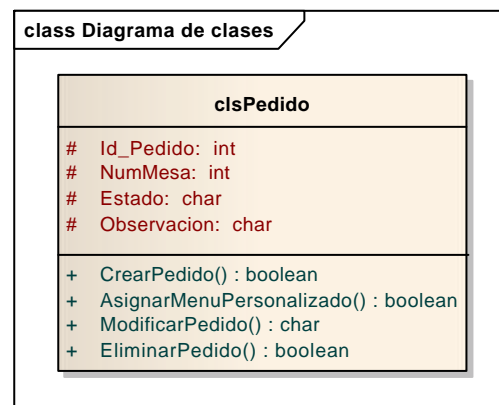 class Diagrama de clases
clsPedido
# Id_Pedido: int
# NumMesa: int
# Estado: char
# Observacion: char
+ CrearPedido() : boolean
+ AsignarMenuPersonalizado() : boolean
+ ModificarPedido() : char
+ EliminarPedido() : boolean